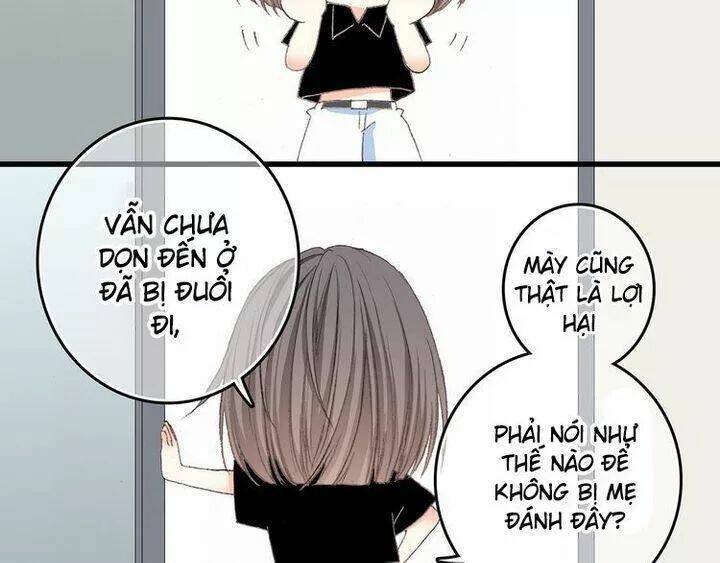 VẪN CHƯA
DỌN ĐẾN Ở
ĐÃ BỊ ĐUỔI
ĐI,
MÀY CŨNG
THẬT LÀ LỢI
HẠI
PHẢI NÓI NHƯ
THẾ NÀO ĐỂ
KHÔNG BỊ MẸ
ĐÁNH ĐÂY?